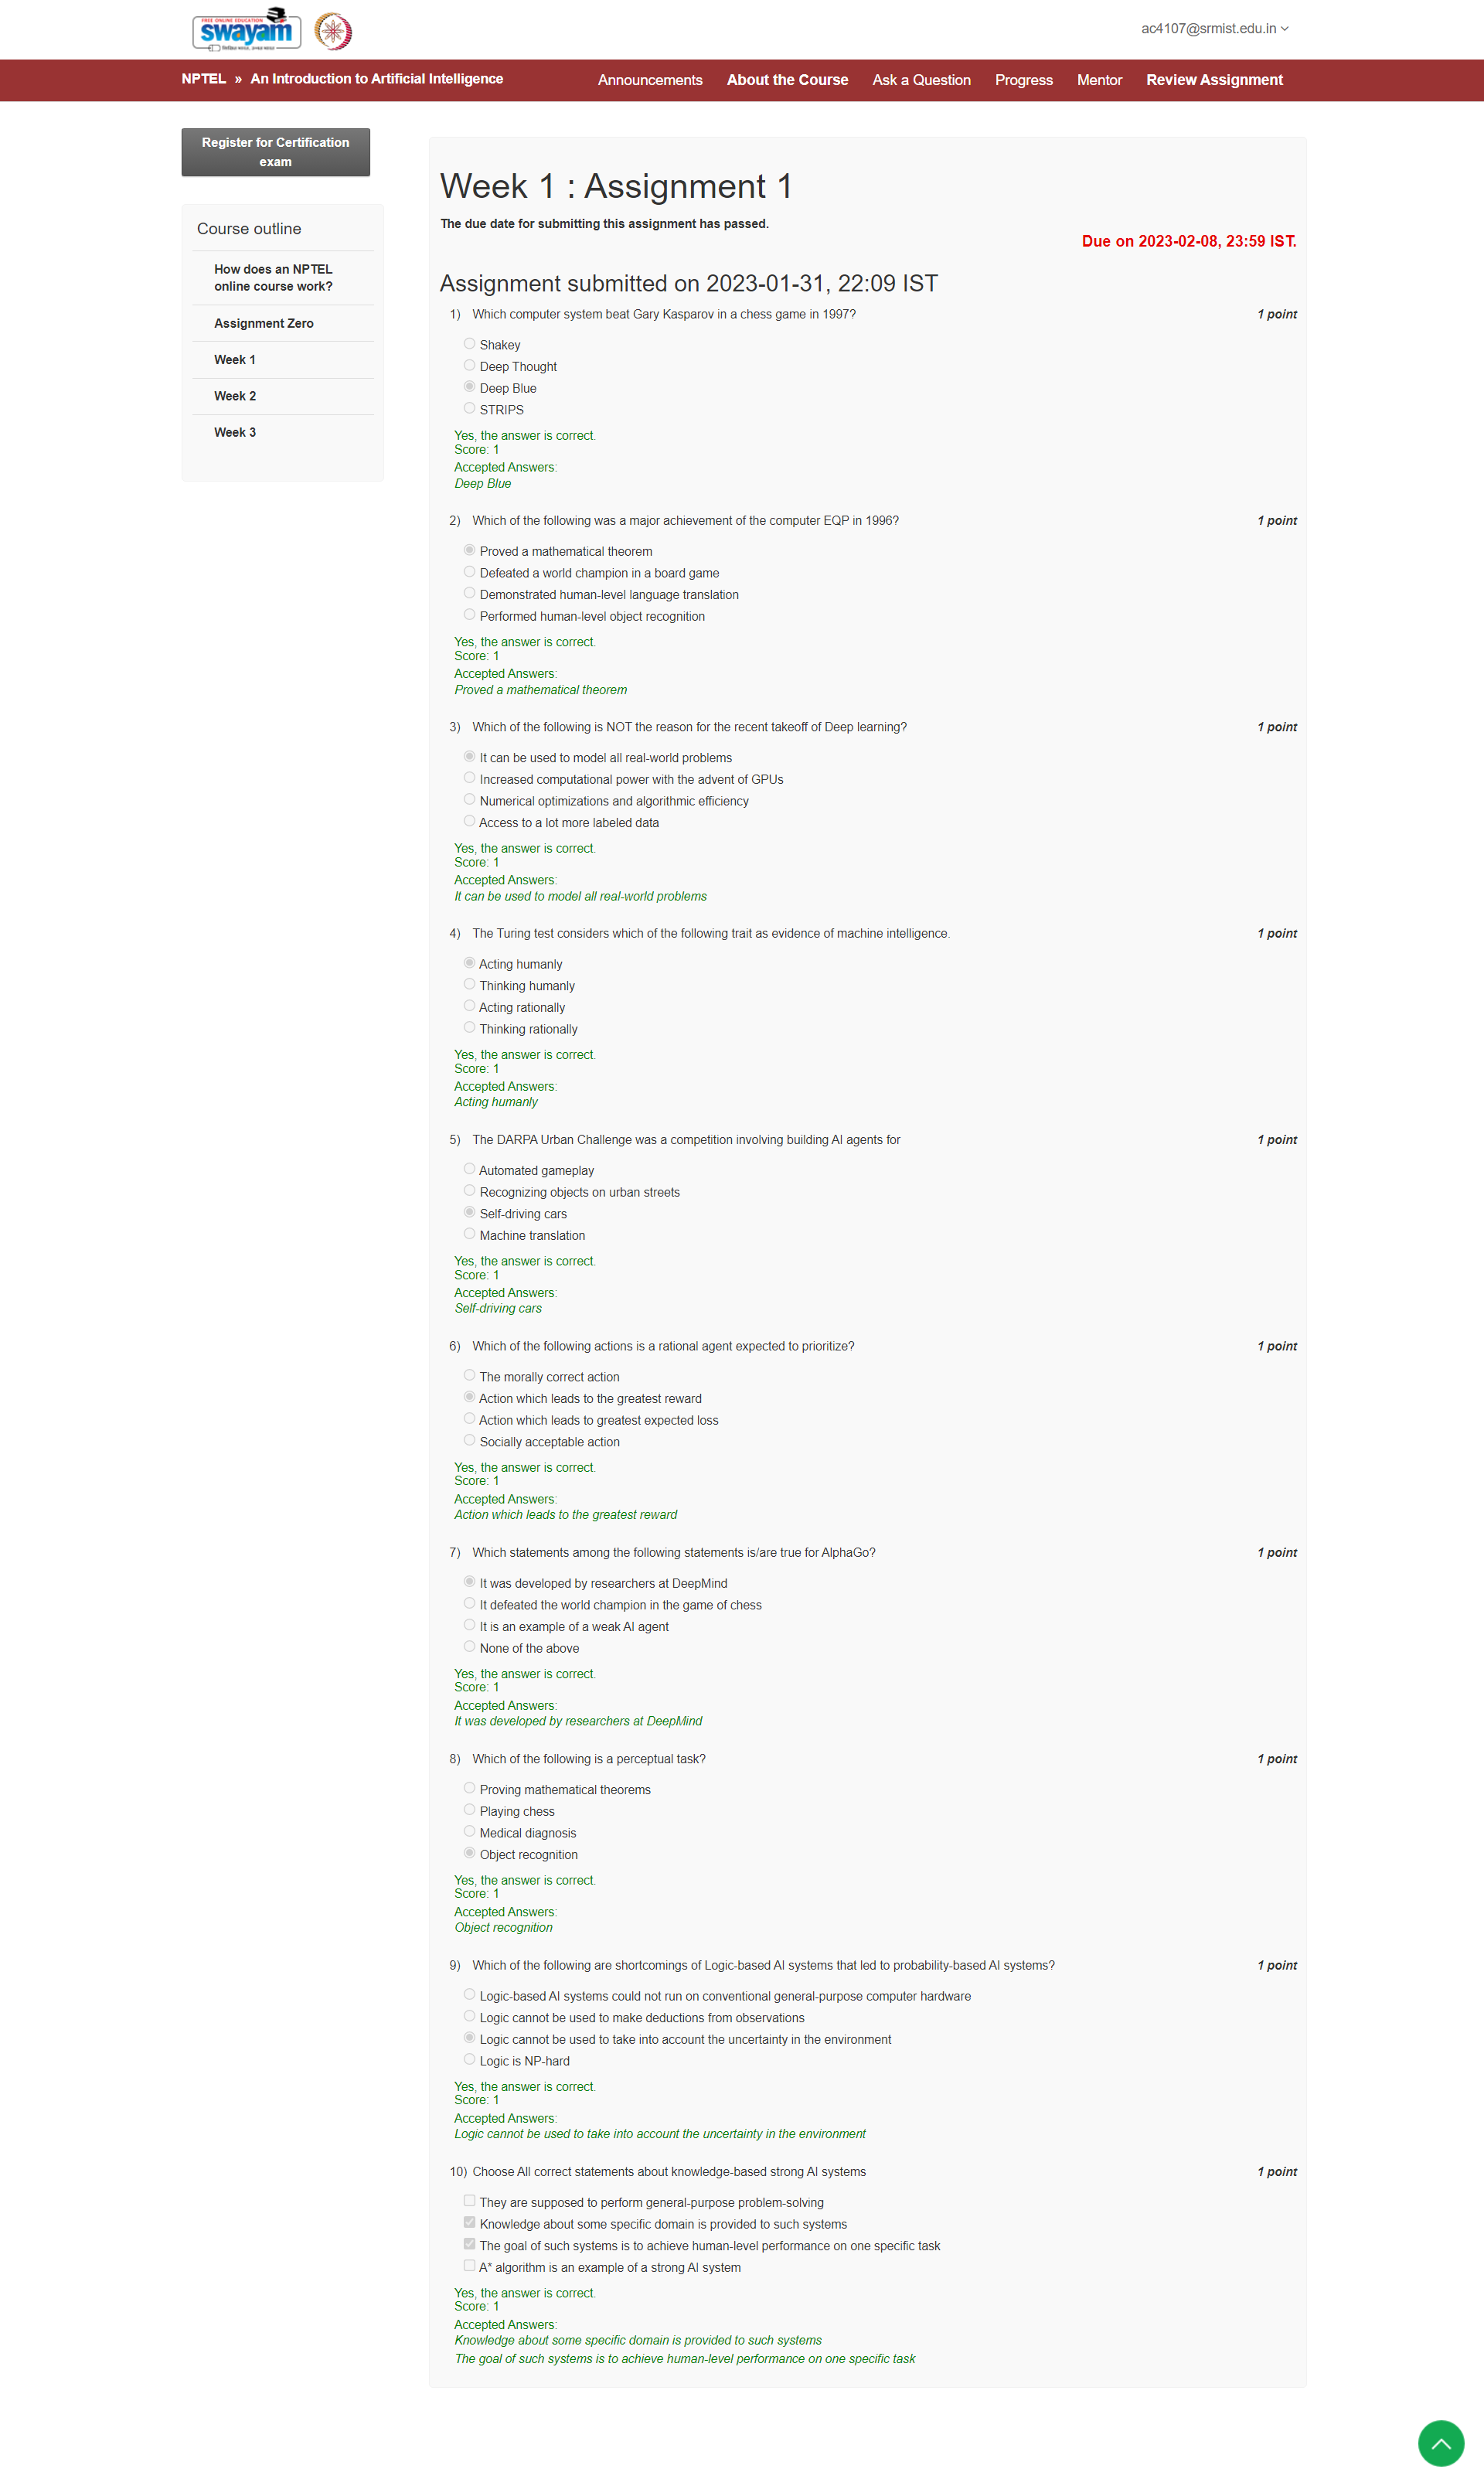 FREE ONLINE EDUCATION
swayam
ac4107@srmist.edu.in
NPTEL » An Introduction to Artificial Intelligence
Announcements About the Course Ask a Question Progress Mentor Review Assignment
Register for Certification
exam
Course outline
How does an NPTEL
online course work?
Assignment Zero
Week 1
Week 2
Week 3
Week 1 : Assignment 1
The due date for submitting this assignment has passed.
Due on 2023-02-08, 23:59 IST.
Assignment submitted on 2023-01-31, 22:09 IST
1) Which computer system beat Gary Kasparov in a chess game in 1997? 1 point
Shakey
Deep Thought
Deep Blue
STRIPS
Yes, the answer is correct.
Score: 1
Accepted Answers:
Deep Blue
2) Which of the following was a major achievement of the computer EQP in 1996? 1 point
Proved a mathematical theorem
Defeated a world champion in a board game
Demonstrated human-level language translation
Performed human-level object recognition
Yes, the answer is correct.
Score: 1
Accepted Answers:
Proved a mathematical theorem
3) Which of the following is NOT the reason for the recent takeoff of Deep learning? 1 point
It can be used to model all real-world problems
Increased computational power with the advent of GPUs
Numerical optimizations and algorithmic efficiency
Access to a lot more labeled data
Yes, the answer is correct.
Score: 1
Accepted Answers:
It can be used to model all real-world problems
4) The Turing test considers which of the following trait as evidence of machine intelligence. 1 point
Acting humanly
Thinking humanly
Acting rationally
Thinking rationally
Yes, the answer is correct.
Score: 1
Accepted Answers:
Acting humanly
5) The DARPA Urban Challenge was a competition involving building AI agents for 1 point
Automated gameplay
Recognizing objects on urban streets
Self-driving cars
Machine translation
Yes, the answer is correct.
Score: 1
Accepted Answers:
Self-driving cars
6) Which of the following actions is a rational agent expected to prioritize? 1 point
The morally correct action
Action which leads to the greatest reward
Action which leads to greatest expected loss
Socially acceptable action
Yes, the answer is correct.
Score: 1
Accepted Answers:
Action which leads to the greatest reward
7) Which statements among the following statements is/are true for AlphaGo? 1 point
It was developed by researchers at DeepMind
It defeated the world champion in the game of chess
It is an example of a weak AI agent
None of the above
Yes, the answer is correct.
Score: 1
Accepted Answers:
It was developed by researchers at DeepMind
8) Which of the following is a perceptual task? 1 point
Proving mathematical theorems
Playing chess
Medical diagnosis
Object recognition
Yes, the answer is correct.
Score: 1
Accepted Answers:
Object recognition
9) Which of the following are shortcomings of Logic-based AI systems that led to probability-based AI systems? 1 point
Logic-based AI systems could not run on conventional general-purpose computer hardware
Logic cannot be used to make deductions from observations
Logic cannot be used to take into account the uncertainty in the environment
Logic is NP-hard
Yes, the answer is correct.
Score: 1
Accepted Answers:
Logic cannot be used to take into account the uncertainty in the environment
10) Choose All correct statements about knowledge-based strong AI systems 1 point
They are supposed to perform general-purpose problem-solving
Knowledge about some specific domain is provided to such systems
The goal of such systems is to achieve human-level performance on one specific task
A* algorithm is an example of a strong AI system
Yes, the answer is correct.
Score: 1
Accepted Answers:
Knowledge about some specific domain is provided to such systems
The goal of such systems is to achieve human-level performance on one specific task